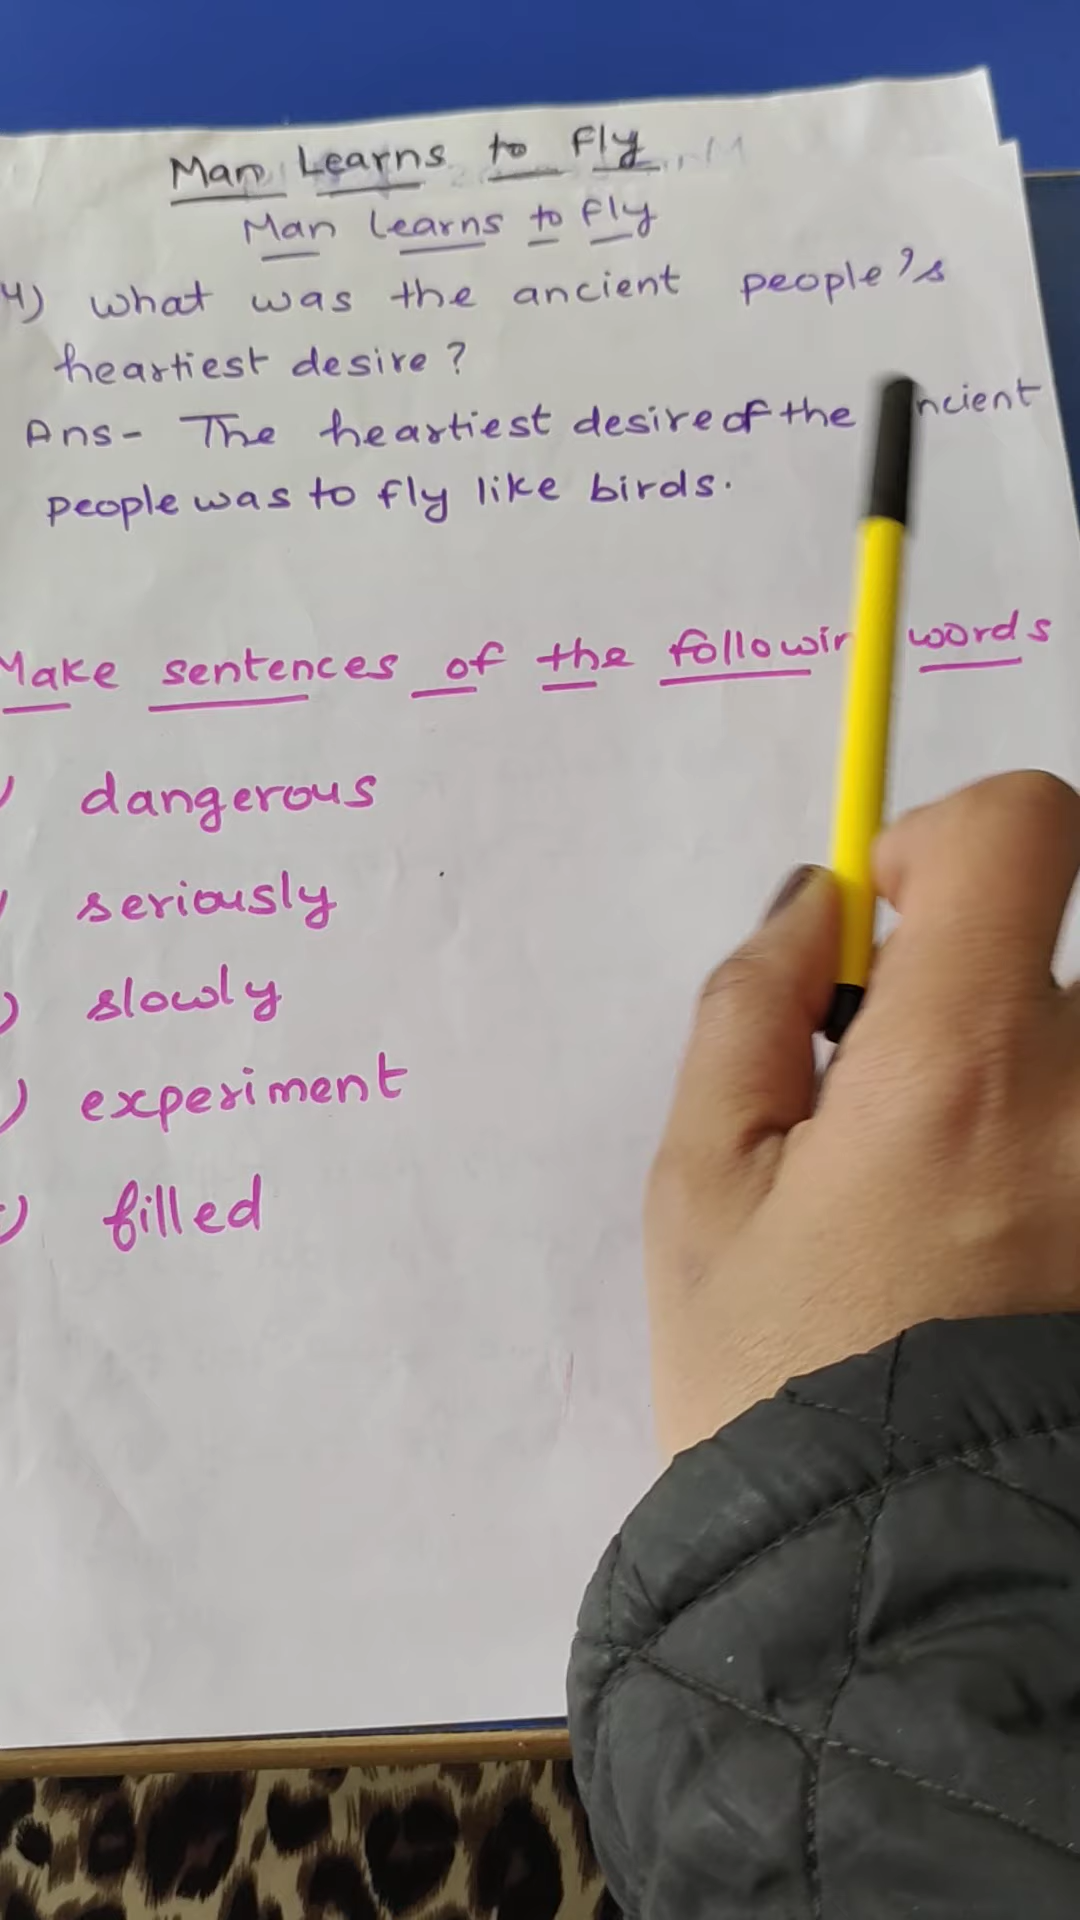 Man Learns to Fly
Man Learns to fly
4) what was the ancient people's
heartiest desire ?
Ans- The heartiest desire of the ncient
people was to fly like birds.
Make sentences of the followin words
) dangerous
) seriously
) slowly
) experiment
) filled